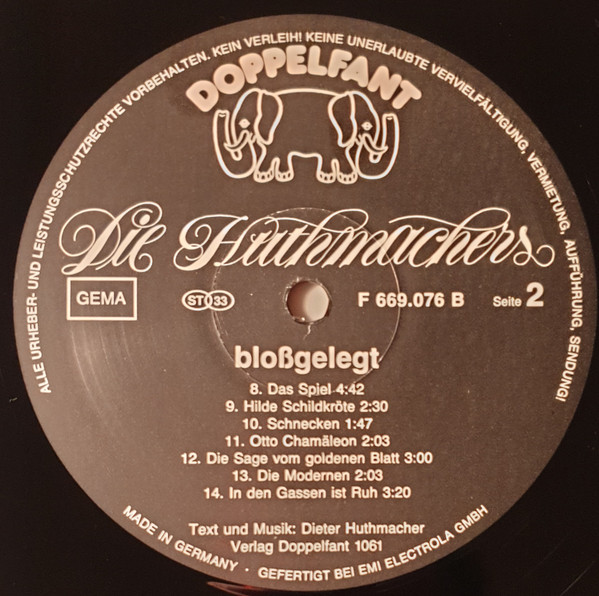 ALLE URHEBER- UND LEISTUNGSSCHUTZRECHTE VORBEHALTEN. KEIN VERLEIH! KEINE UNERLAUBTE VERVIELFÄLTIGUNG, VERMIETUNG, AUFFÜHRUNG, SENDUNG!
DOPPELFANT
Die Huthmachers
GEMA
ST 33
F 669.076 B
Seite 2
bloßgelegt
8. Das Spiel 4:42
9. Hilde Schildkröte 2:30
10. Schnecken 1:47
11. Otto Chamäleon 2:03
12. Die Sage vom goldenen Blatt 3:00
13. Die Modernen 2:03
14. In den Gassen ist Ruh 3:20
Text und Musik: Dieter Huthmacher
Verlag Doppelfant 1061
MADE IN GERMANY · GEFERTIGT BEI EMI ELECTROLA GMBH